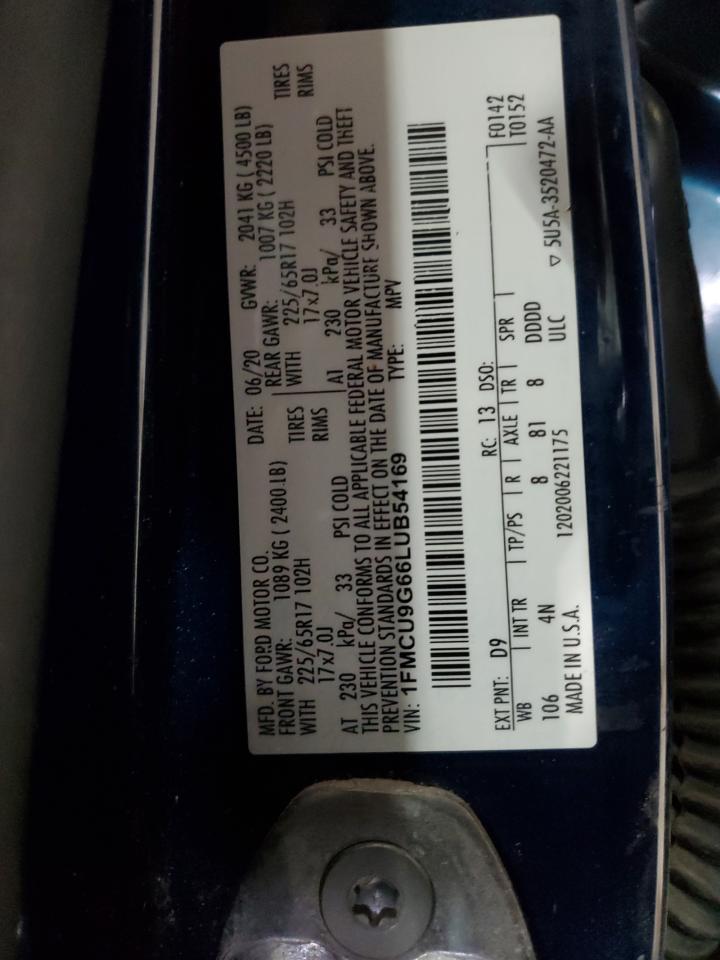 MFD. BY FORD MOTOR CO.
DATE: 06/20 GVWR: 2041 KG ( 4500 LB)
FRONT GAWR: 1089 KG ( 2400 LB) REAR GAWR: 1007 KG ( 2220 LB)
WITH 225/65R17 102H TIRES WITH 225/65R17 102H TIRES
17x7.0J RIMS 17x7.0J RIMS
AT 230 kPa/ 33 PSI COLD AT 230 kPa/ 33 PSI COLD
THIS VEHICLE CONFORMS TO ALL APPLICABLE FEDERAL MOTOR VEHICLE SAFETY AND THEFT
PREVENTION STANDARDS IN EFFECT ON THE DATE OF MANUFACTURE SHOWN ABOVE.
VIN: 1FMCU9G66LUB54169 TYPE: MPV
EXT PNT: D9 RC: 13 DSO: F0142
WB INT TR TP/PS R AXLE TR SPR T0152
106 4N 8 81 8 DDDD
MADE IN U.S.A. 1202006221175 ULC ▽ 5U5A-3520472-AA